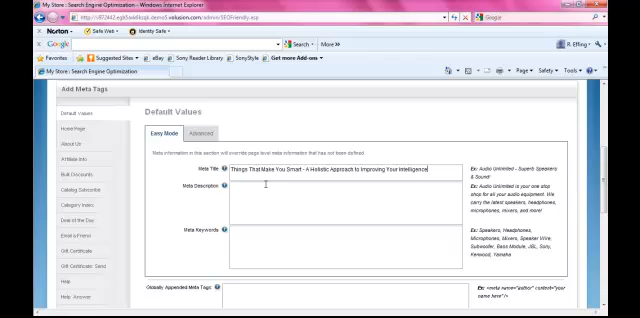 My Store : Search Engine Optimization - Windows Internet Explorer
Google
Norton Safe Web Identity Safe
Google Search More » R. Effing
Favorites Suggested Sites eBay Sony Reader Library SonyStyle Get more Add-ons
My Store : Search Engine Optimization Page Safety Tools
Add Meta Tags
Default Values
Home Page
About Us
Affiliate Info
Bulk Discounts
Catalog Subscribe
Category Index
Deal of the Day
Email a Friend
Gift Certificate
Gift Certificate: Send
Help
Help: Answer
Default Values
Easy Mode Advanced
Meta information in this section will override page level meta information that has not been defined.
Meta Title Things That Make You Smart - A Holistic Approach to Improving Your Intelligence
Ex: Audio Unlimited - Superb Speakers
& Sound!
Meta Description
Ex: Audio Unlimited is your one stop
shop for all your audio equipment. We
carry the latest speakers, headphones,
microphones, mixers, and more!
Meta Keywords
Ex: Speakers, Headphones,
Microphones, Mixers, Speaker Wire,
Subwoofer, Bass Module, JBL, Sony,
Kenwood, Yamaha
Globally Appended Meta Tags:
Ex: <meta name="author" content="your
name here"/>